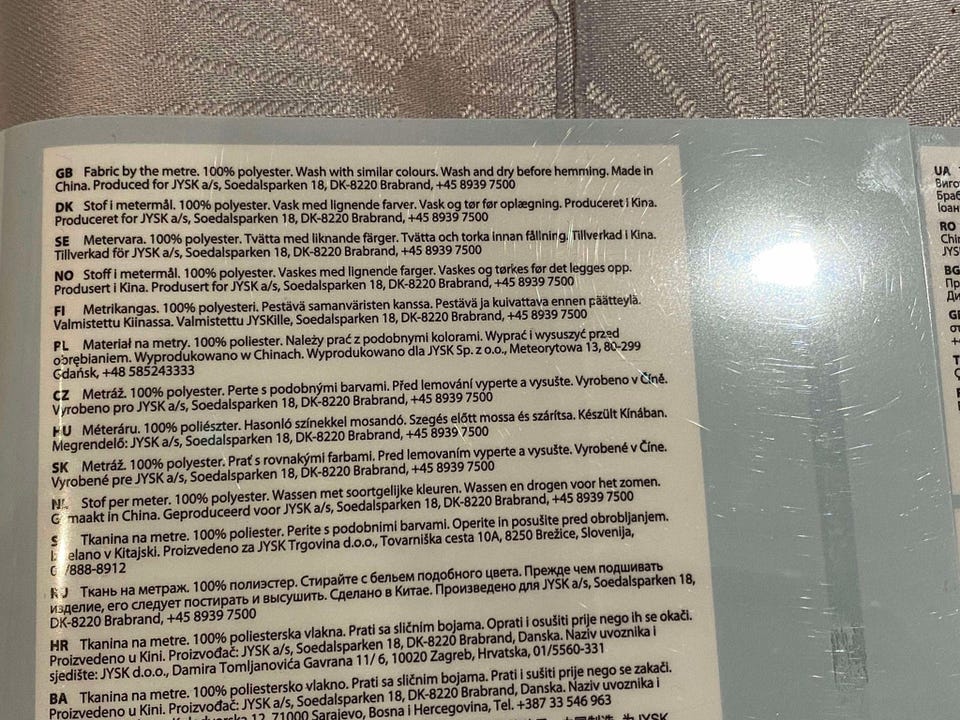 GB Fabric by the metre. 100% polyester. Wash with similar colours. Wash and dry before hemming. Made in
China. Produced for JYSK a/s, Soedalsparken 18, DK-8220 Brabrand, +45 8939 7500
DK Stof i metermål. 100% polyester. Vask med lignende farver. Vask og tør før oplægning. Produceret i Kina.
Produceret for JYSK a/s, Soedalsparken 18, DK-8220 Brabrand, +45 8939 7500
SE Metervara. 100% polyester. Tvätta med liknande färger. Tvätta och torka innan fållning. Tillverkad i Kina.
Tillverkad för JYSK a/s, Soedalsparken 18, DK-8220 Brabrand, +45 8939 7500
NO Stoff i metermål. 100% polyester. Vaskes med lignende farger. Vaskes og tørkes før det legges opp.
Produsert i Kina. Produsert for JYSK a/s, Soedalsparken 18, DK-8220 Brabrand, +45 8939 7500
FI Metrikangas. 100% polyesteri. Pestävä samanväristen kanssa. Pestävä ja kuivattava ennen päätteylä.
Valmistettu Kiinassa. Valmistettu JYSKille, Soedalsparken 18, DK-8220 Brabrand, +45 8939 7500
PL Materiał na metry. 100% poliester. Należy prać z podobnymi kolorami. Wyprać i wysuszyć przed
obrębianiem. Wyprodukowano w Chinach. Wyprodukowano dla JYSK Sp. z o.o., Meteorytowa 13, 80-299
Gdańsk, +48 585243333
CZ Metráž. 100% polyester. Perte s podobnými barvami. Před lemování vyperte a vysušte. Vyrobeno v Číně.
Vyrobeno pro JYSK a/s, Soedalsparken 18, DK-8220 Brabrand, +45 8939 7500
HU Méteráru. 100% poliészter. Hasonló színekkel mosandó. Szegés előtt mossa és szárítsa. Készült Kínában.
Megrendelő: JYSK a/s, Soedalsparken 18, DK-8220 Brabrand, +45 8939 7500
SK Metráž. 100% polyester. Prať s rovnakými farbami. Pred lemovaním vyperte a vysušte. Vyrobené v Číne.
Vyrobené pre JYSK a/s, Soedalsparken 18, DK-8220 Brabrand, +45 8939 7500
NL Stof per meter. 100% polyester. Wassen met soortgelijke kleuren. Wassen en drogen voor het zomen.
Gemaakt in China. Geproduceerd voor JYSK a/s, Soedalsparken 18, DK-8220 Brabrand, +45 8939 7500
Tkanina na metre. 100% poliester. Perite s podobnimi barvami. Operite in posušite pred obrobljanjem.
Izdelano v Kitajski. Proizvedeno za JYSK Trgovina d.o.o., Tovarniška cesta 10A, 8250 Brežice, Slovenija,
/888-8912
RU Ткань на метраж. 100% полиэстер. Стирайте с бельем подобного цвета. Прежде чем подшивать
изделие, его следует постирать и высушить. Сделано в Китае. Произведено для JYSK a/s, Soedalsparken 18,
DK-8220 Brabrand, +45 8939 7500
HR Tkanina na metre. 100% poliesterska vlakna. Prati sa sličnim bojama. Oprati i osušiti prije nego ih se okači.
Proizvedeno u Kini. Proizvođač: JYSK a/s, Soedalsparken 18, DK-8220 Brabrand, Danska. Naziv uvoznika i
sjedište: JYSK d.o.o., Damira Tomljanovića Gavrana 11/ 6, 10020 Zagreb, Hrvatska, 01/5560-331
BA Tkanina na metre. 100% poliestersko vlakno. Prati sa sličnim bojama. Prati i sušiti prije nego se zakači.
Proizvedeno u Kini. Proizvođač: JYSK a/s, Soedalsparken 18, DK-8220 Brabrand, Danska. Naziv uvoznika i
71000 Sarajevo, Bosna i Hercegovina, Tel. +387 33 546 963
UA
RO
BG